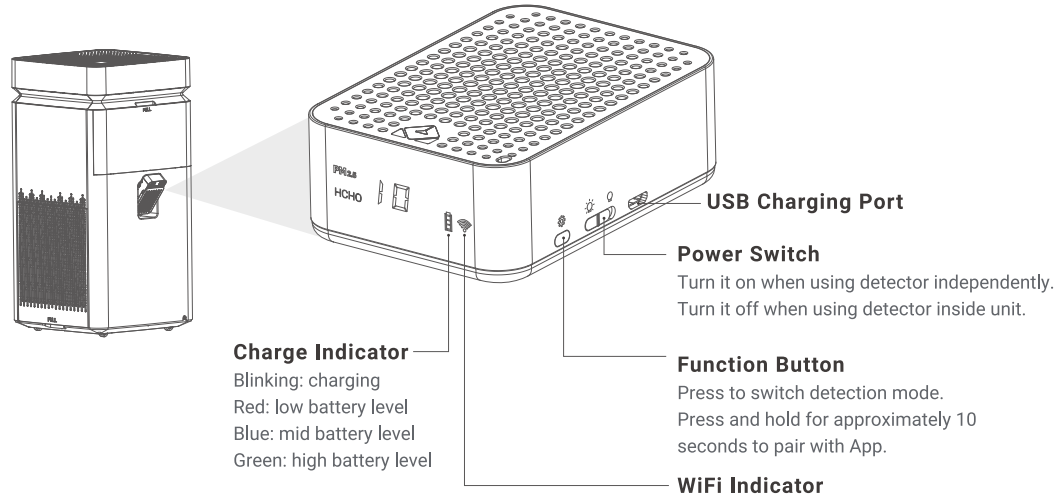 PULL
PULL
PM2.5
HCHO 10
USB Charging Port
Power Switch
Turn it on when using detector independently.
Turn it off when using detector inside unit.
Charge Indicator
Blinking: charging
Red: low battery level
Blue: mid battery level
Green: high battery level
Function Button
Press to switch detection mode.
Press and hold for approximately 10
seconds to pair with App.
WiFi Indicator